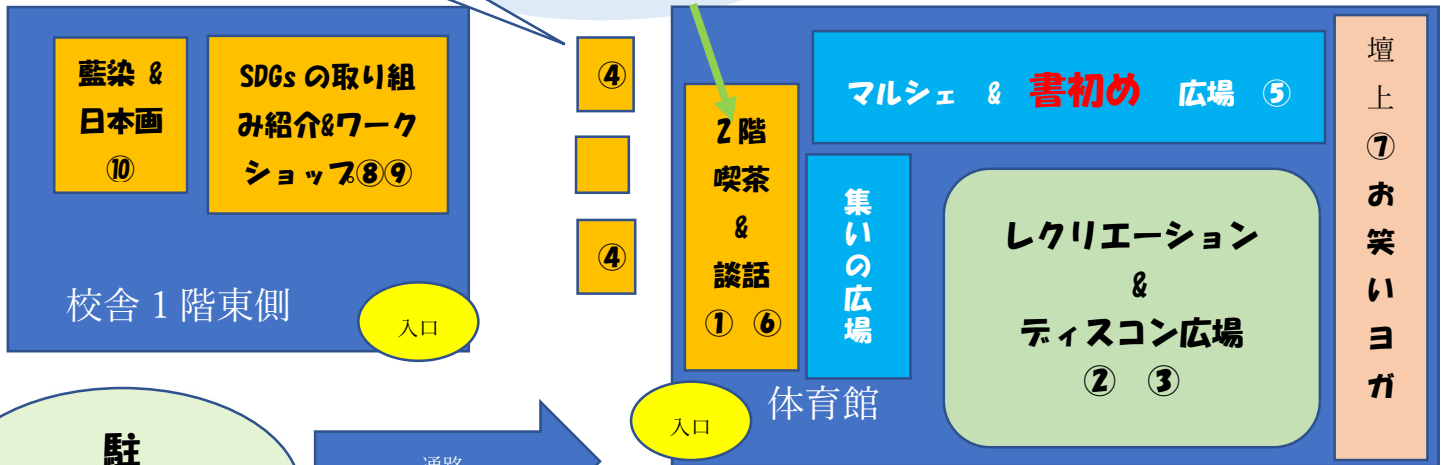 藍染 &
日本画
⑩
SDGs の取り組
み紹介&ワーク
ショップ⑧⑨
校舎１階東側
入口
④
④
2階
喫茶
&
談話
① ⑥
マルシェ & 書初め 広場 ⑤
集いの広場
レクリエーション
&
ディスコン広場
② ③
壇上⑦お笑いヨガ
体育館
入口
駐
通路